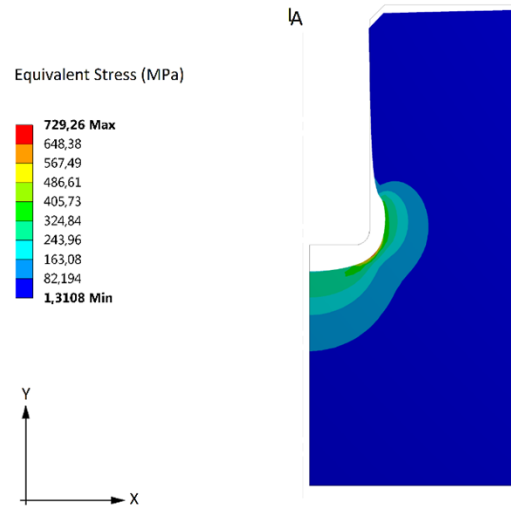 A
Equivalent Stress (MPa)
729,26 Max
648,38
567,49
486,61
405,73
324,84
243,96
163,08
82,194
1,3108 Min
Y
X